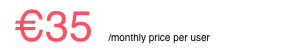 €35 /monthly price per user